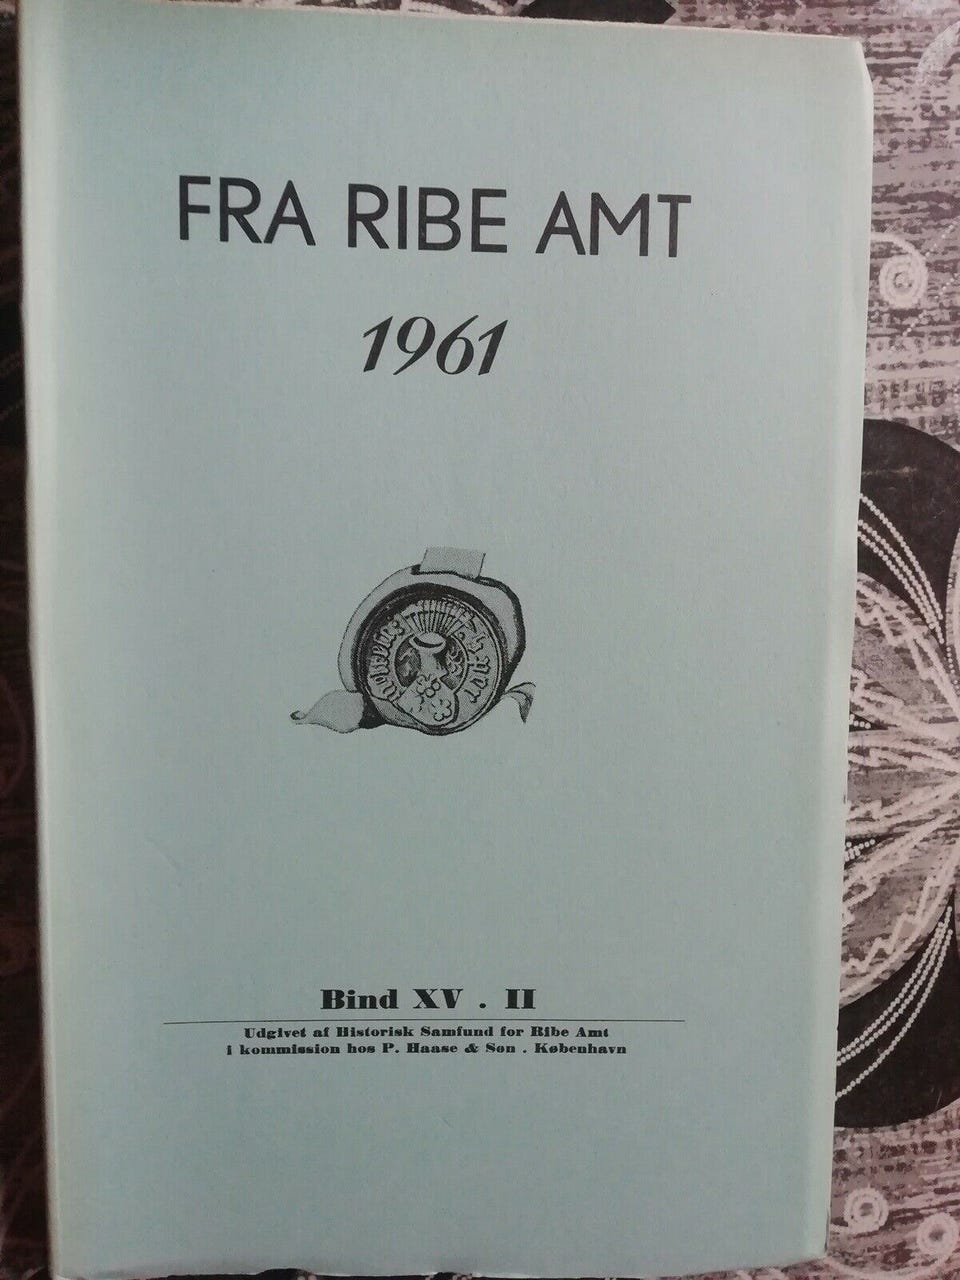 FRA RIBE AMT
1961
Bind XV . II
Udgivet af Historisk Samfund for Ribe Amt
i kommission hos P. Haase & Søn . København